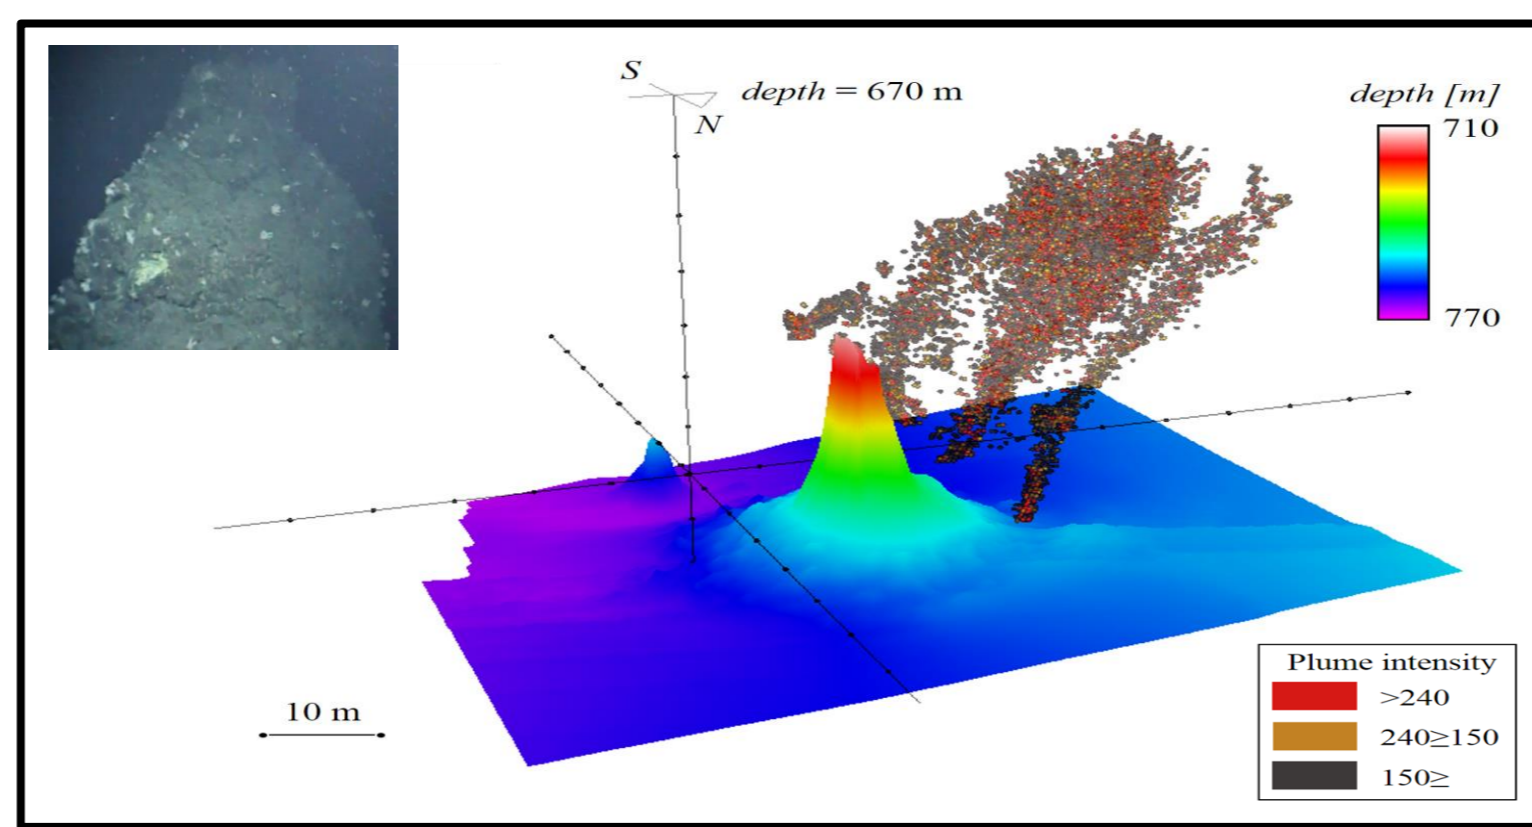 S
depth = 670 m
N
depth [m]
710
770
10 m
Plume intensity
>240
240≥150
150≥